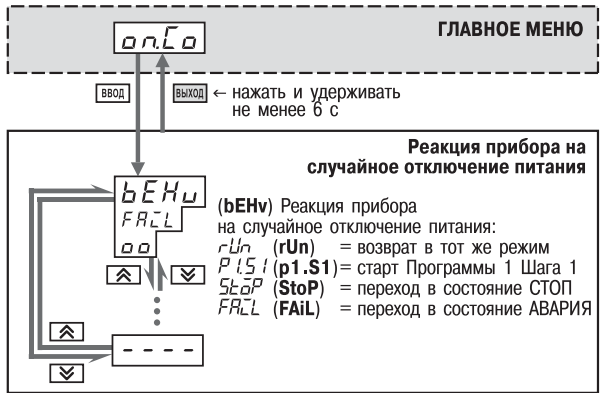 ГЛАВНОЕ МЕНЮ
on.Co
ВВОД ВЫХОД ← нажать и удерживать
не менее 6 с
Реакция прибора на
случайное отключение питания
bEHv
FAiL
oo
(bEHv) Реакция прибора
на случайное отключение питания:
rUn (rUn) = возврат в тот же режим
P1.S1 (p1.S1) = старт Программы 1 Шага 1
StoP (StoP) = переход в состояние СТОП
FAiL (FAiL) = переход в состояние АВАРИЯ
- - - -